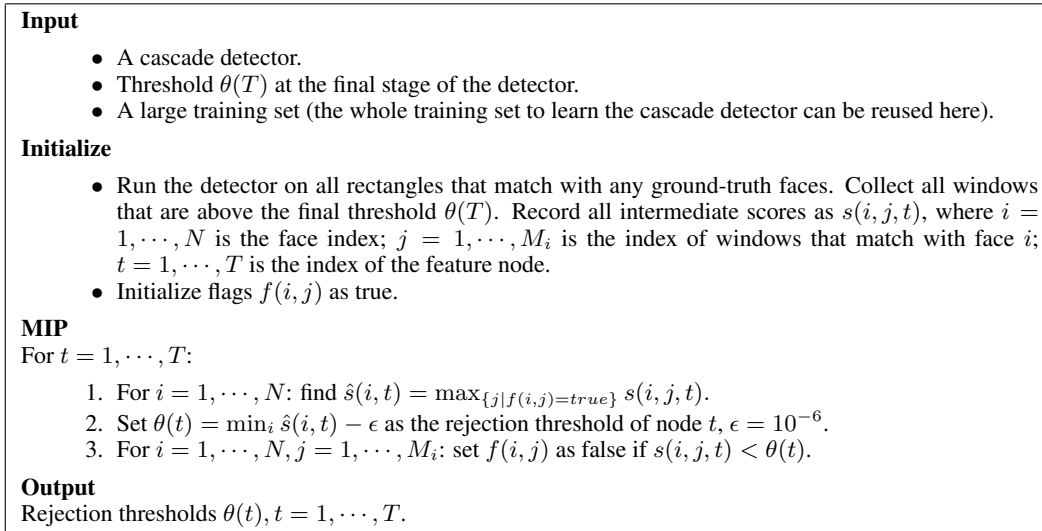 Input
• A cascade detector.
• Threshold θ(T) at the final stage of the detector.
• A large training set (the whole training set to learn the cascade detector can be reused here).
Initialize
• Run the detector on all rectangles that match with any ground-truth faces. Collect all windows
that are above the final threshold θ(T). Record all intermediate scores as s(i, j, t), where i =
1, · · · , N is the face index; j = 1, · · · , M_i is the index of windows that match with face i;
t = 1, · · · , T is the index of the feature node.
• Initialize flags f(i, j) as true.
MIP
For t = 1, · · · , T:
1. For i = 1, · · · , N: find ŝ(i, t) = max_{j|f(i,j)=true} s(i, j, t).
2. Set θ(t) = min_i ŝ(i, t) − ϵ as the rejection threshold of node t, ϵ = 10^−6.
3. For i = 1, · · · , N, j = 1, · · · , M_i: set f(i, j) as false if s(i, j, t) < θ(t).
Output
Rejection thresholds θ(t), t = 1, · · · , T.